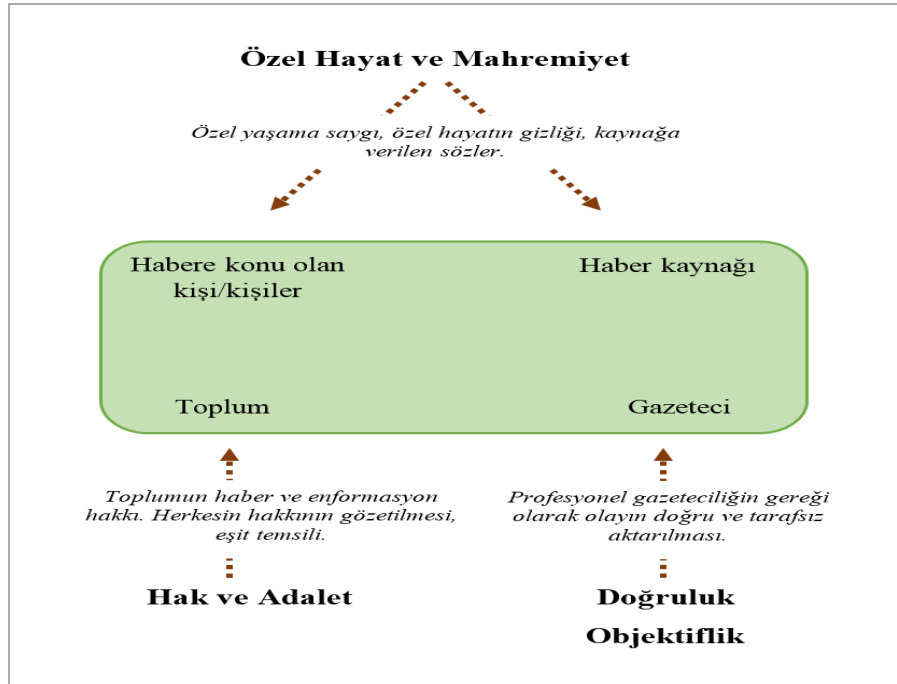 Özel Hayat ve Mahremiyet
Özel yaşama saygı, özel hayatın gizliği, kaynağa
verilen sözler.
Habere konu olan
kişi/kişiler
Haber kaynağı
Toplum
Gazeteci
Toplumun haber ve enformasyon
hakkı. Herkesin hakkının gözetilmesi,
eşit temsili.
Profesyonel gazeteciliğin gereği
olarak olayın doğru ve tarafsız
aktarılması.
Hak ve Adalet
Doğruluk
Objektiflik